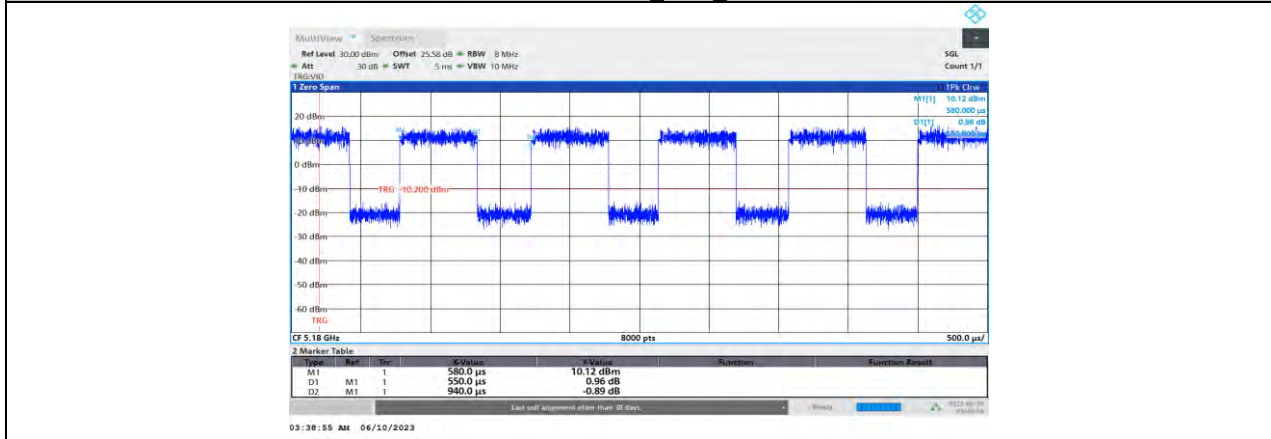 MultiView Spectrum
Ref Level 30.00 dBm Offset 25.58 dB RBW 8 MHz SGL
Att 30 dB SWT 5 ms VBW 10 MHz Count 1/1
TRG:VID
1 Zero Span 1Pk Clrw
M1[1] 10.12 dBm
580.000 µs
20 dBm D1[1] 0.96 dB
0 dBm
-10 dBm TRG -10.200 dBm
-20 dBm
-30 dBm
-40 dBm
-50 dBm
-60 dBm
TRG
CF 5.18 GHz 8000 pts 500.0 µs/
2 Marker Table
Type Ref Trc X-Value Y-Value Function Function Result
M1 1 580.0 µs 10.12 dBm
D1 M1 1 550.0 µs 0.96 dB
D2 M1 1 940.0 µs -0.89 dB
Last self alignment older than 30 days. Ready
03:38:55 AM 06/10/2023